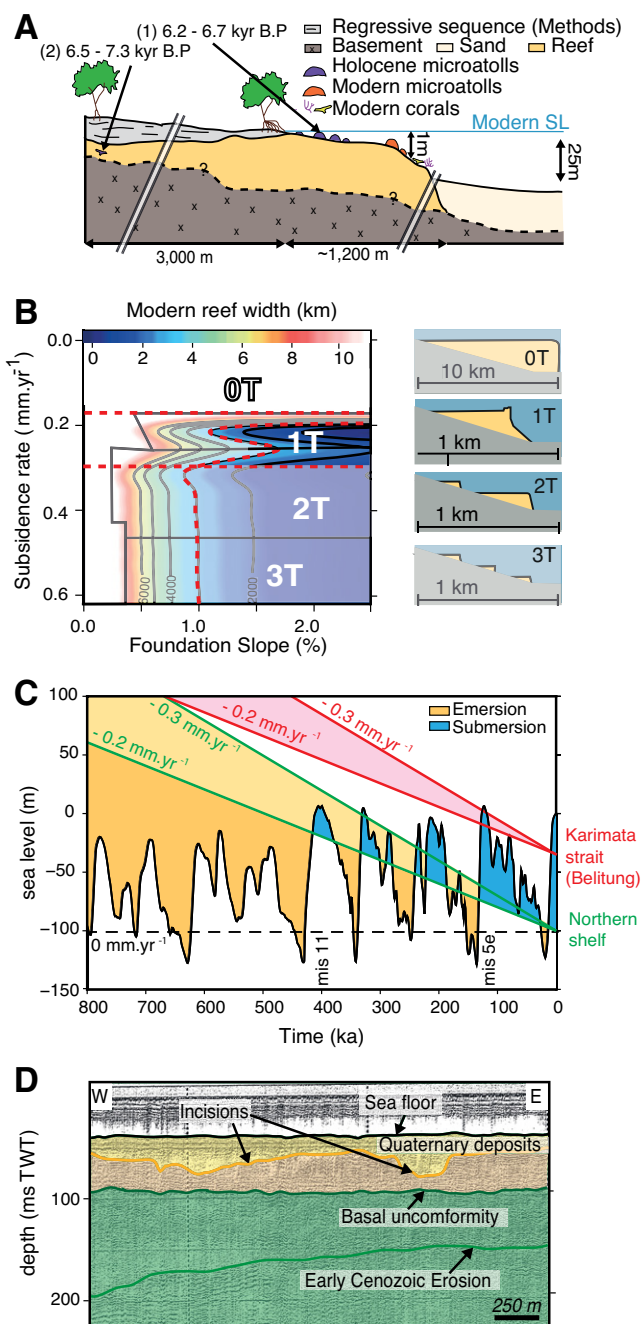 A
(1) 6.2 - 6.7 kyr B.P
(2) 6.5 - 7.3 kyr B.P
Regressive sequence (Methods)
Basement Sand Reef
Holocene microatolls
Modern microatolls
Modern corals
Modern SL
1m
25m
?
?
x x x x x x x x x x x x x x x
3,000 m
~1,200 m
B
Modern reef width (km)
0 2 4 6 8 10
0.0
0.2
0.4
0.6
Subsidence rate (mm.yr⁻¹)
0T
1T
2T
3T
6000
4000
2000
0.0 1.0 2.0
Foundation Slope (%)
0T
10 km
1T
1 km
2T
1 km
3T
1 km
C
100
50
0
−50
−100
−150
sea level (m)
- 0.3 mm.yr⁻¹
- 0.2 mm.yr⁻¹
- 0.2 mm.yr⁻¹
- 0.3 mm.yr⁻¹
Emersion
Submersion
Karimata
strait
(Belitung)
Northern
shelf
0 mm.yr⁻¹
mis 11
mis 5e
800 700 600 500 400 300 200 100 0
Time (ka)
D
W
E
Incisions
Sea floor
Quaternary deposits
Basal uncomformity
Early Cenozoic Erosion
100
200
depth (ms TWT)
250 m